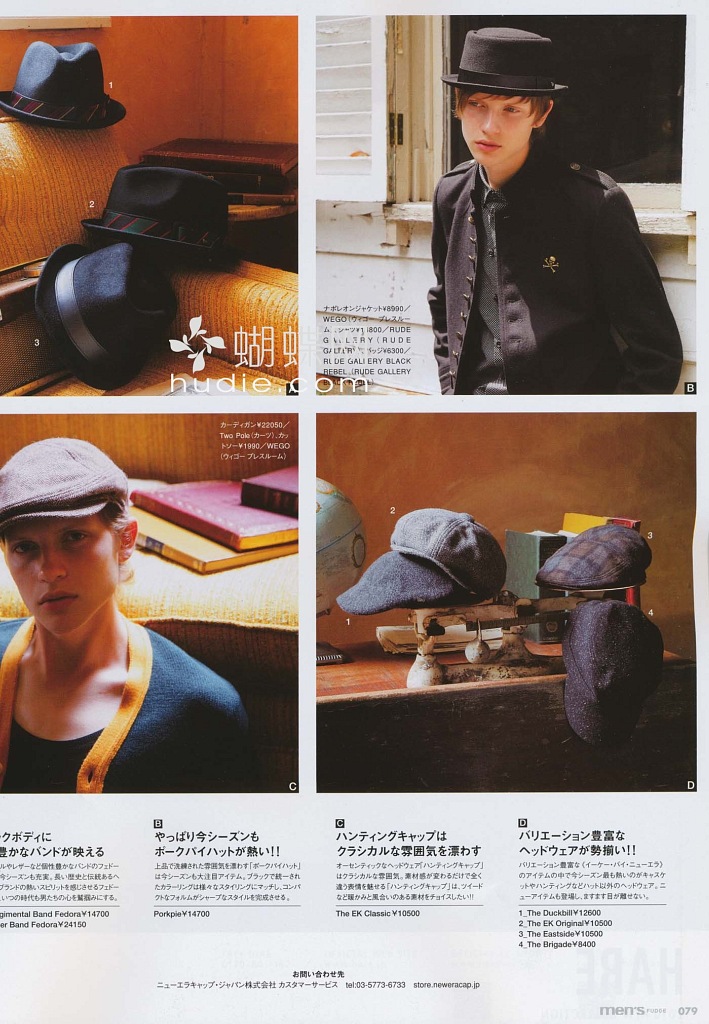 1
2
3
ナポレオンジャケット¥8990/
WEGO(ウィゴー プレスルー
RUDE
BLACK
REBEL (RUDE GALLERY
B
蝴蝶
hudie.com
カーディガン¥22050/
Two Pole(カーツ)、カッ
トソー¥1990/WEGO
(ウィゴー プレスルーム)
C
1
2
3
4
D
クボディに
豊かなバンドが映える
ルやレザーなど個性豊かなバンドのフェドー
今シーズンも充実。長い歴史と伝統あるヘ
ブランドの熱いスピリットを感じさせるフェドー
いつの時代も男たちの心を鷲掴みにする。
gimental Band Fedora¥14700
er Band Fedora¥24150
B
やっぱり今シーズンも
ポークパイハットが熱い!!
上品で洗練された雰囲気を漂わす「ポークパイハット」
は今シーズンも大注目アイテム。ブラックで統一され
たカラーリングは様々なスタイリングにマッチし、コンパ
クトなフォルムがシャープなスタイルを完成させる。
Porkpie¥14700
C
ハンティングキャップは
クラシカルな雰囲気を漂わす
オーセンティックなヘッドウェア「ハンティングキャップ」
はクラシカルな雰囲気。素材感が変わるだけで全く
違う表情を魅せる「ハンティングキャップ」は、ツイード
など暖かみと風合いのある素材をチョイスしたい!!
The EK Classic¥10500
D
バリエーション豊富な
ヘッドウェアが勢揃い!!
バリエーション豊富な〈イーケー・バイ・ニューエラ〉
のアイテムの中で今シーズン最も熱いのがキャスケ
ットやハンティングなどハット以外のヘッドウェア。ニ
ューアイテムも登場し、ますます目が離せない。
1_The Duckbill¥12600
2_The EK Original¥10500
3_The Eastside¥10500
4_The Brigade¥8400
お問い合わせ先
ニューエラキャップ・ジャパン株式会社 カスタマーサービス tel:03-5773-6733 store.neweracap.jp
men's FUDGE 079